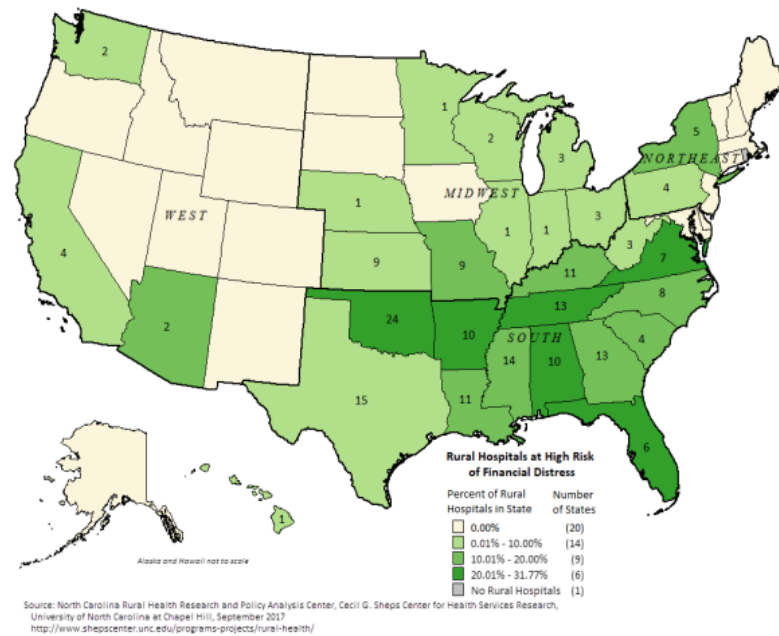 2
1
2
3
5
NORTHEAST
MIDWEST
4
WEST
1
1
1
3
3
4
9
9
11
7
2
24
10
13
8
SOUTH
14
10
13
4
15
11
6
1
Alaska and Hawaii not to scale
Rural Hospitals at High Risk
of Financial Distress
Percent of Rural Number
Hospitals in State of States
0.00% (20)
0.01% - 10.00% (14)
10.01% - 20.00% (9)
20.01% - 31.77% (6)
No Rural Hospitals (1)
Source: North Carolina Rural Health Research and Policy Analysis Center, Cecil G. Sheps Center for Health Services Research,
University of North Carolina at Chapel Hill, September 2017
http://www.shepscenter.unc.edu/programs-projects/rural-health/